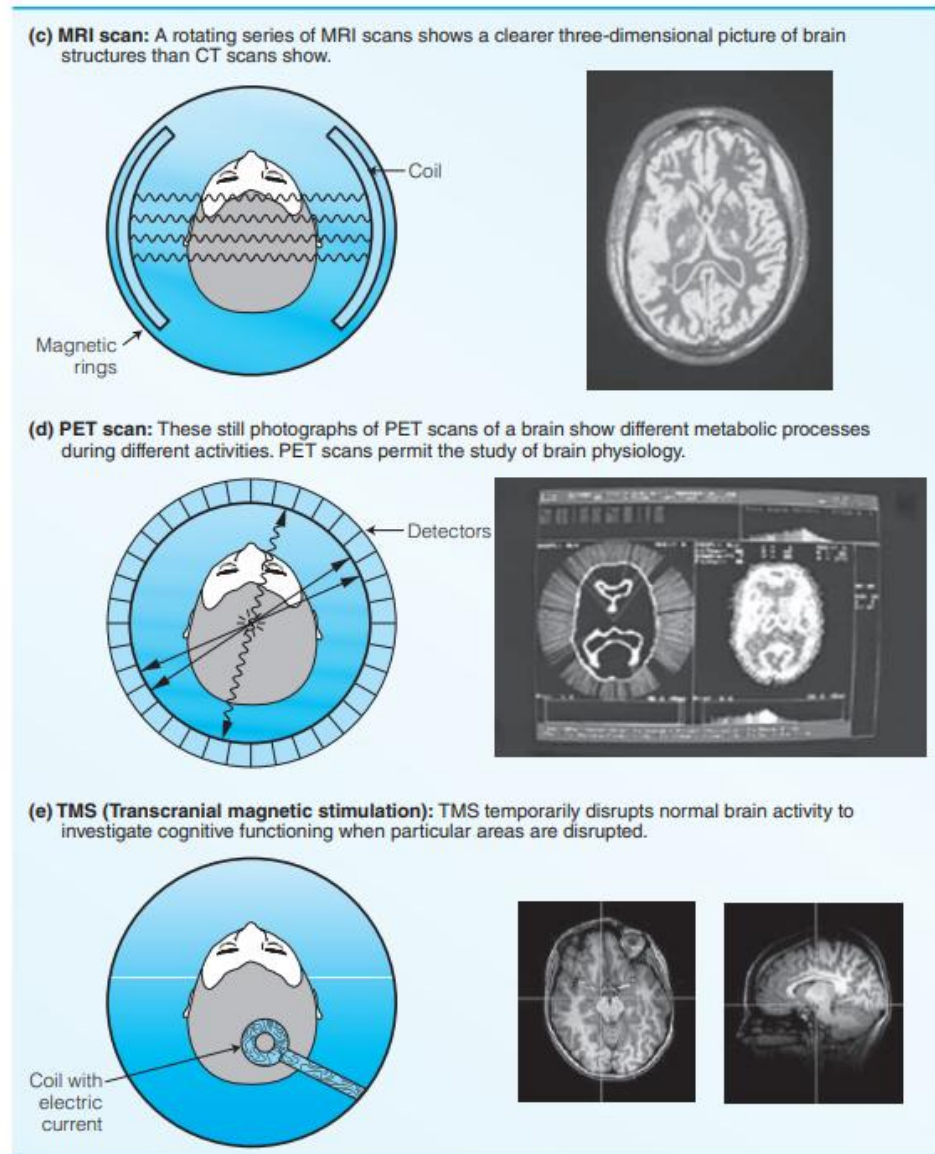 (c) MRI scan: A rotating series of MRI scans shows a clearer three-dimensional picture of brain
structures than CT scans show.
Coil
Magnetic
rings
(d) PET scan: These still photographs of PET scans of a brain show different metabolic processes
during different activities. PET scans permit the study of brain physiology.
Detectors
(e) TMS (Transcranial magnetic stimulation): TMS temporarily disrupts normal brain activity to
investigate cognitive functioning when particular areas are disrupted.
Coil with
electric
current